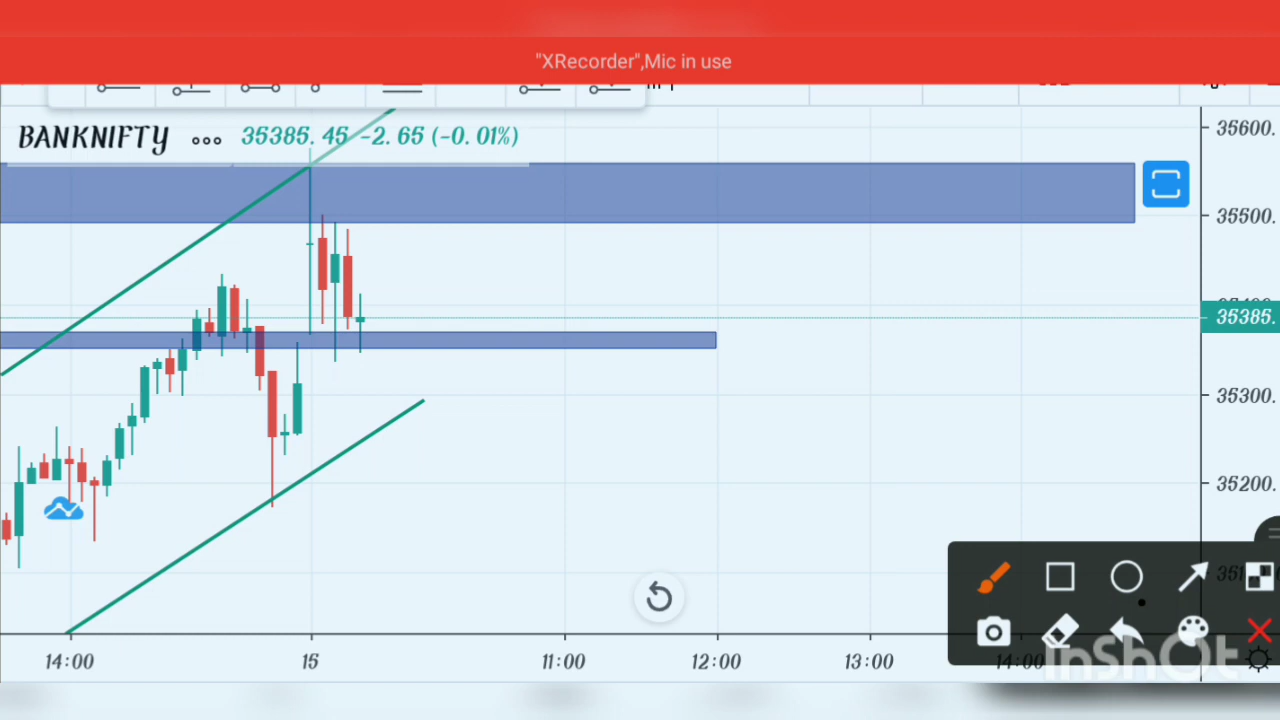 "XRecorder",Mic in use
BANKNIFTY 35385.45 -2.65 (-0.01%)
35600.
35500.
35385.
35300.
35200.
14:00 15 11:00 12:00 13:00 14:00
InShOt